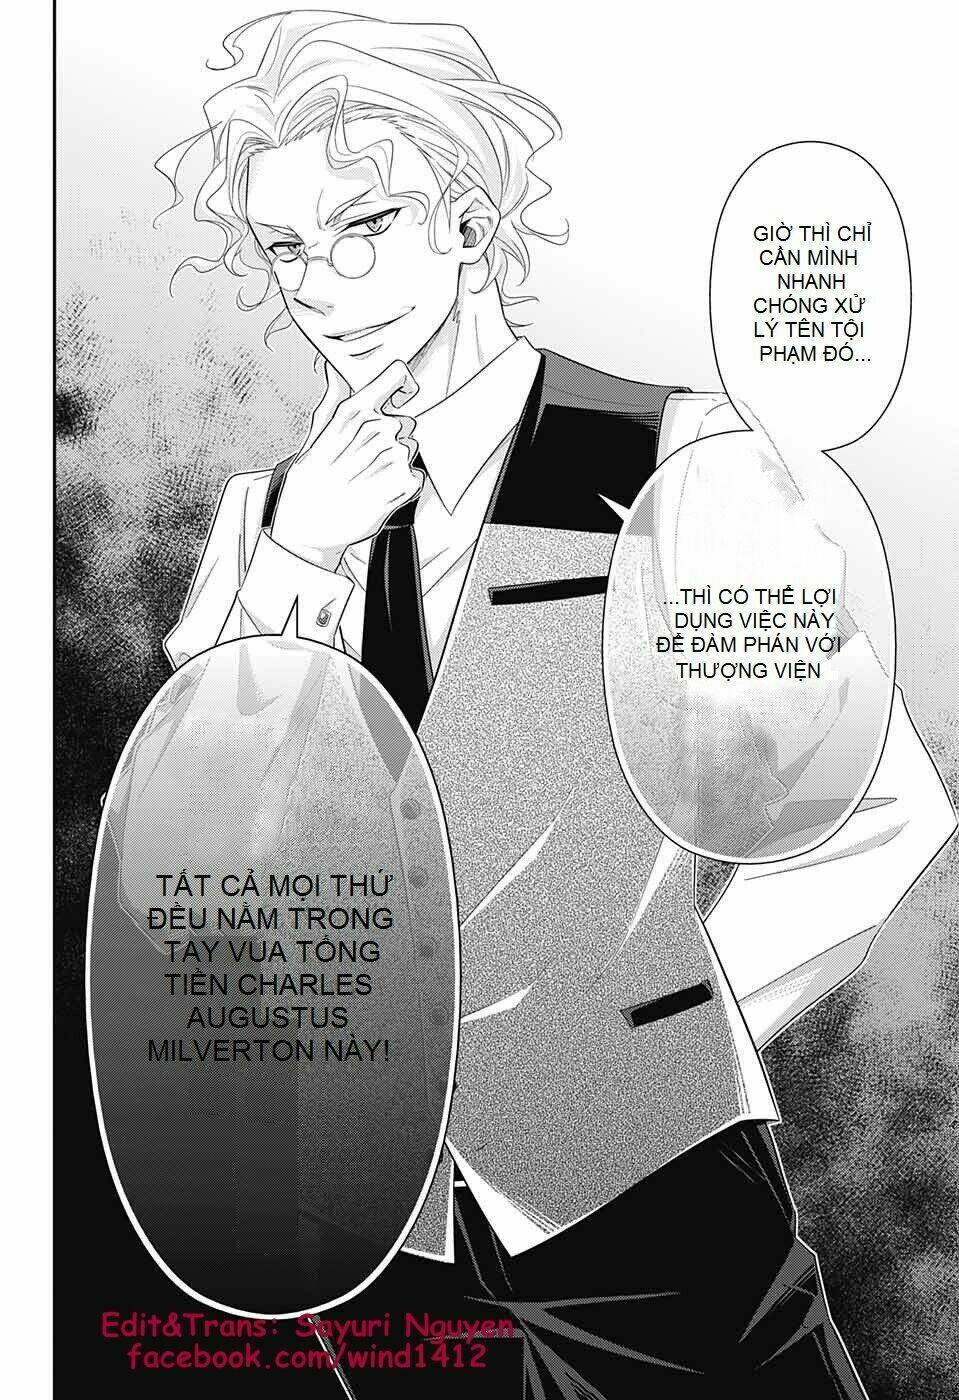 GIỜ THÌ CHỈ
CẦN MÌNH
NHANH
CHÓNG XỬ
LÝ TÊN TỘI
PHẠM ĐÓ...
...THÌ CÓ THỂ LỢI
DỤNG VIỆC NÀY
ĐỂ ĐÀM PHÁN VỚI
THƯỢNG VIỆN
TẤT CẢ MỌI THỨ
ĐỀU NẰM TRONG
TAY VUA TỐNG
TIỀN CHARLES
AUGUSTUS
MILVERTON NÀY!
Edit&Trans: Sayuri Nguyen
facebook.com/wind1412